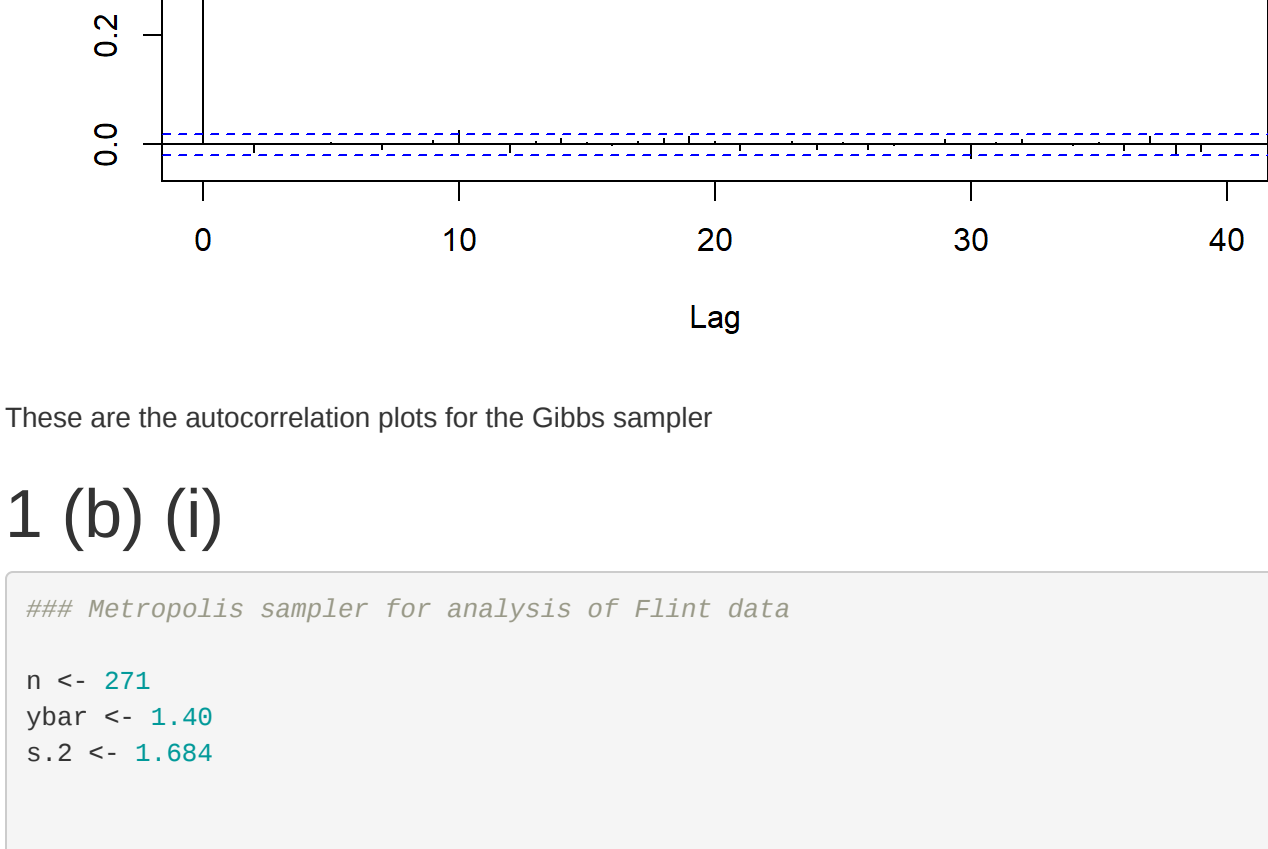 0.2
0.0
0 10 20 30 40
Lag
These are the autocorrelation plots for the Gibbs sampler
1 (b) (i)
### Metropolis sampler for analysis of Flint data
n <- 271
ybar <- 1.40
s.2 <- 1.684